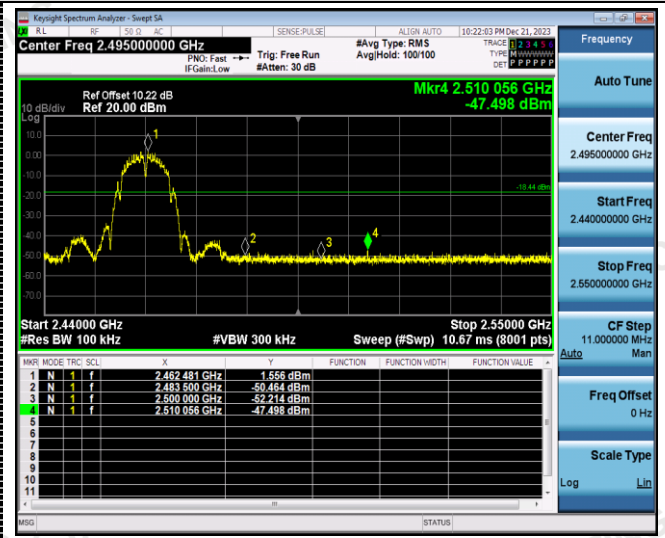 Keysight Spectrum Analyzer - Swept SA
RL RF 50 Ω AC SENSE:PULSE ALIGN AUTO 10:22:03 PM Dec 21, 2023
Center Freq 2.495000000 GHz
PNO: Fast
IFGain:Low
Trig: Free Run
#Atten: 30 dB
#Avg Type: RMS
Avg|Hold: 100/100
TRACE 1 2 3 4 5 6
TYPE M WWWWW
DET P P P P P P
Frequency
Mkr4 2.510 056 GHz
-47.498 dBm
Ref Offset 10.22 dB
10 dB/div Ref 20.00 dBm
Log
10.0
0.00
-10.0
-20.0
-30.0
-40.0
-50.0
-60.0
-70.0
1
2
3
4
-18.44 dBm
Start 2.44000 GHz Stop 2.55000 GHz
#Res BW 100 kHz #VBW 300 kHz Sweep (#Swp) 10.67 ms (8001 pts)
MKR MODE TRC SCL X Y FUNCTION FUNCTION WIDTH FUNCTION VALUE
1 N 1 f 2.462 481 GHz 1.556 dBm
2 N 1 f 2.483 500 GHz -50.464 dBm
3 N 1 f 2.500 000 GHz -52.214 dBm
4 N 1 f 2.510 056 GHz -47.498 dBm
5
6
7
8
9
10
11
MSG STATUS
Auto Tune
Center Freq
2.495000000 GHz
Start Freq
2.440000000 GHz
Stop Freq
2.550000000 GHz
CF Step
11.000000 MHz
Auto Man
Freq Offset
0 Hz
Scale Type
Log Lin